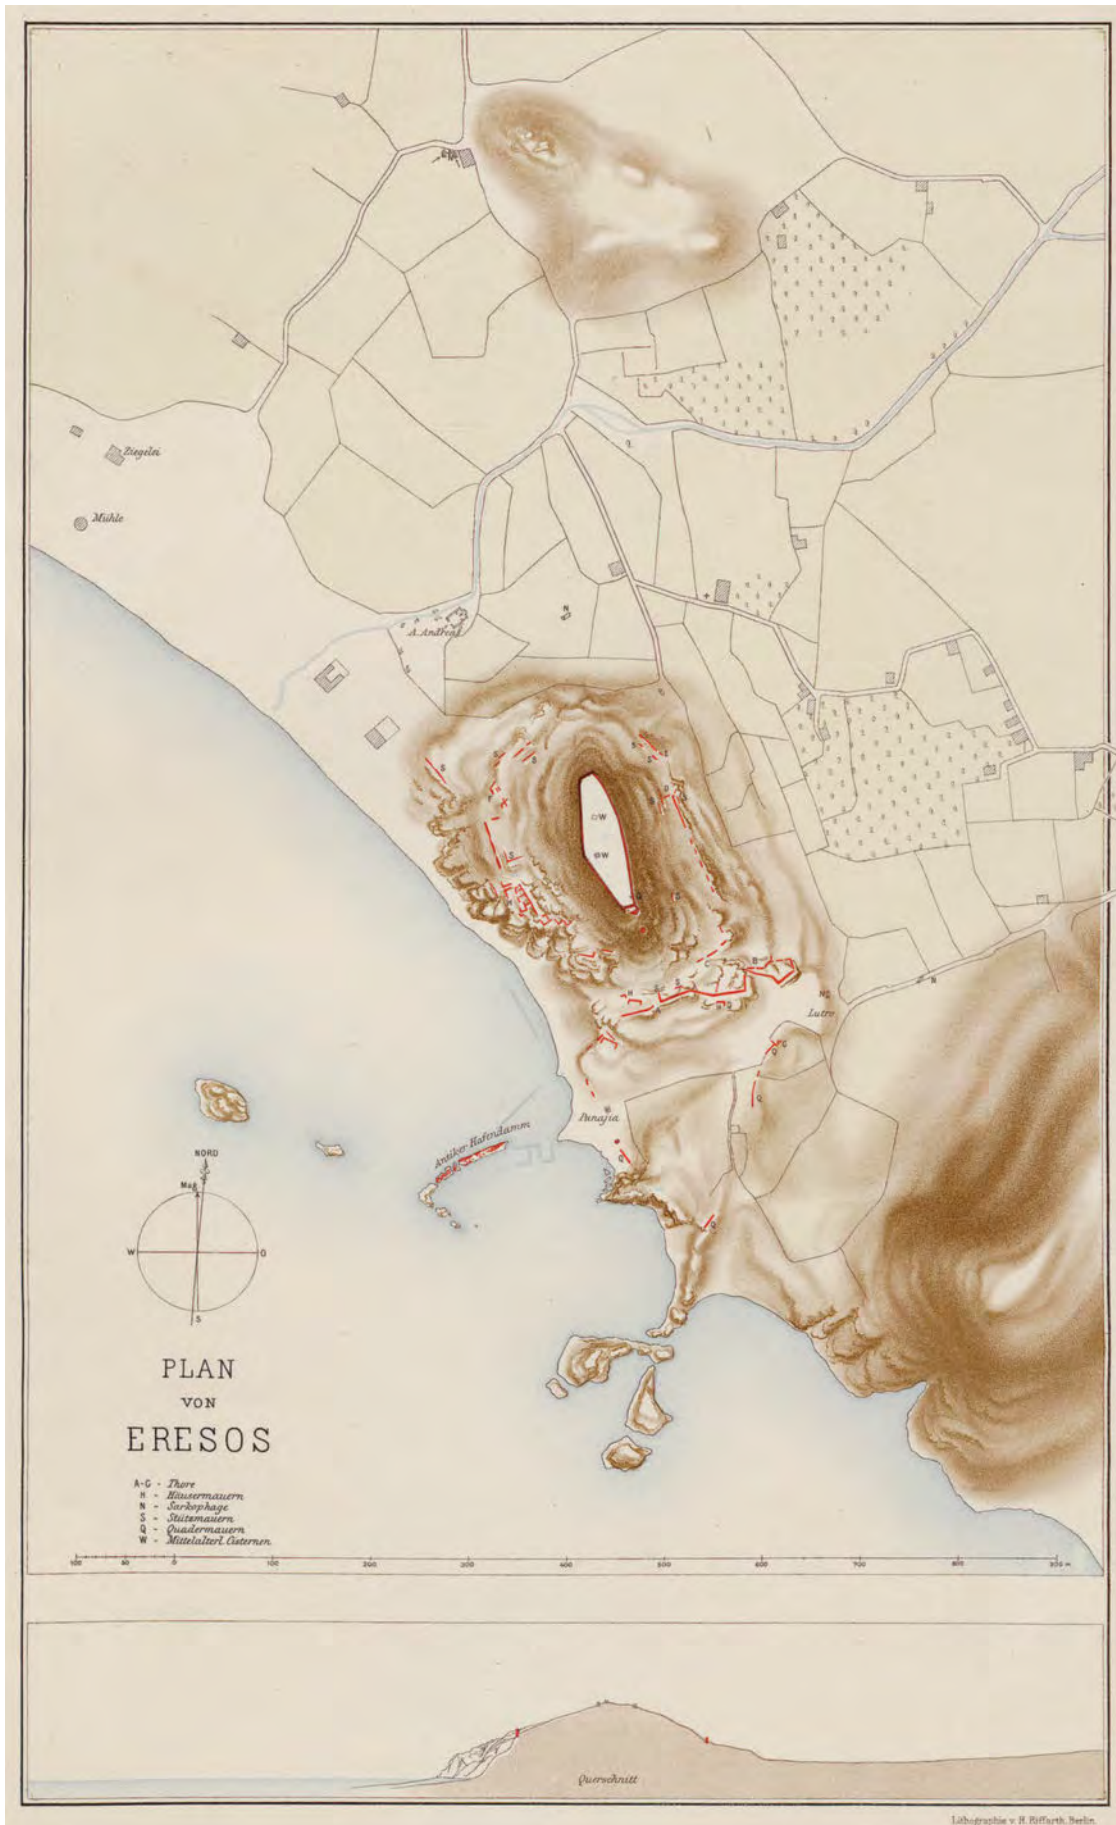 Ziegelei
Mühle
N
A. Andreas
S
S
S
S
S
W
W
S
H
S
B
H
S
S
A
H
Q
N
Lutro
Q
G
Q
Panajia
Q
Antiker Hafendamm
Q
NORD
Mag.
W
O
S
PLAN
VON
ERESOS
A-G - Thore
H - Häusermauern
N - Sarkophage
S - Stützmauern
Q - Quadermauern
W - Mittelalterl. Cisternen
100 50 0 100 200 300 400 500 600 700 800
Querschnitt
Lithographie v. H. Riffarth, Berlin.